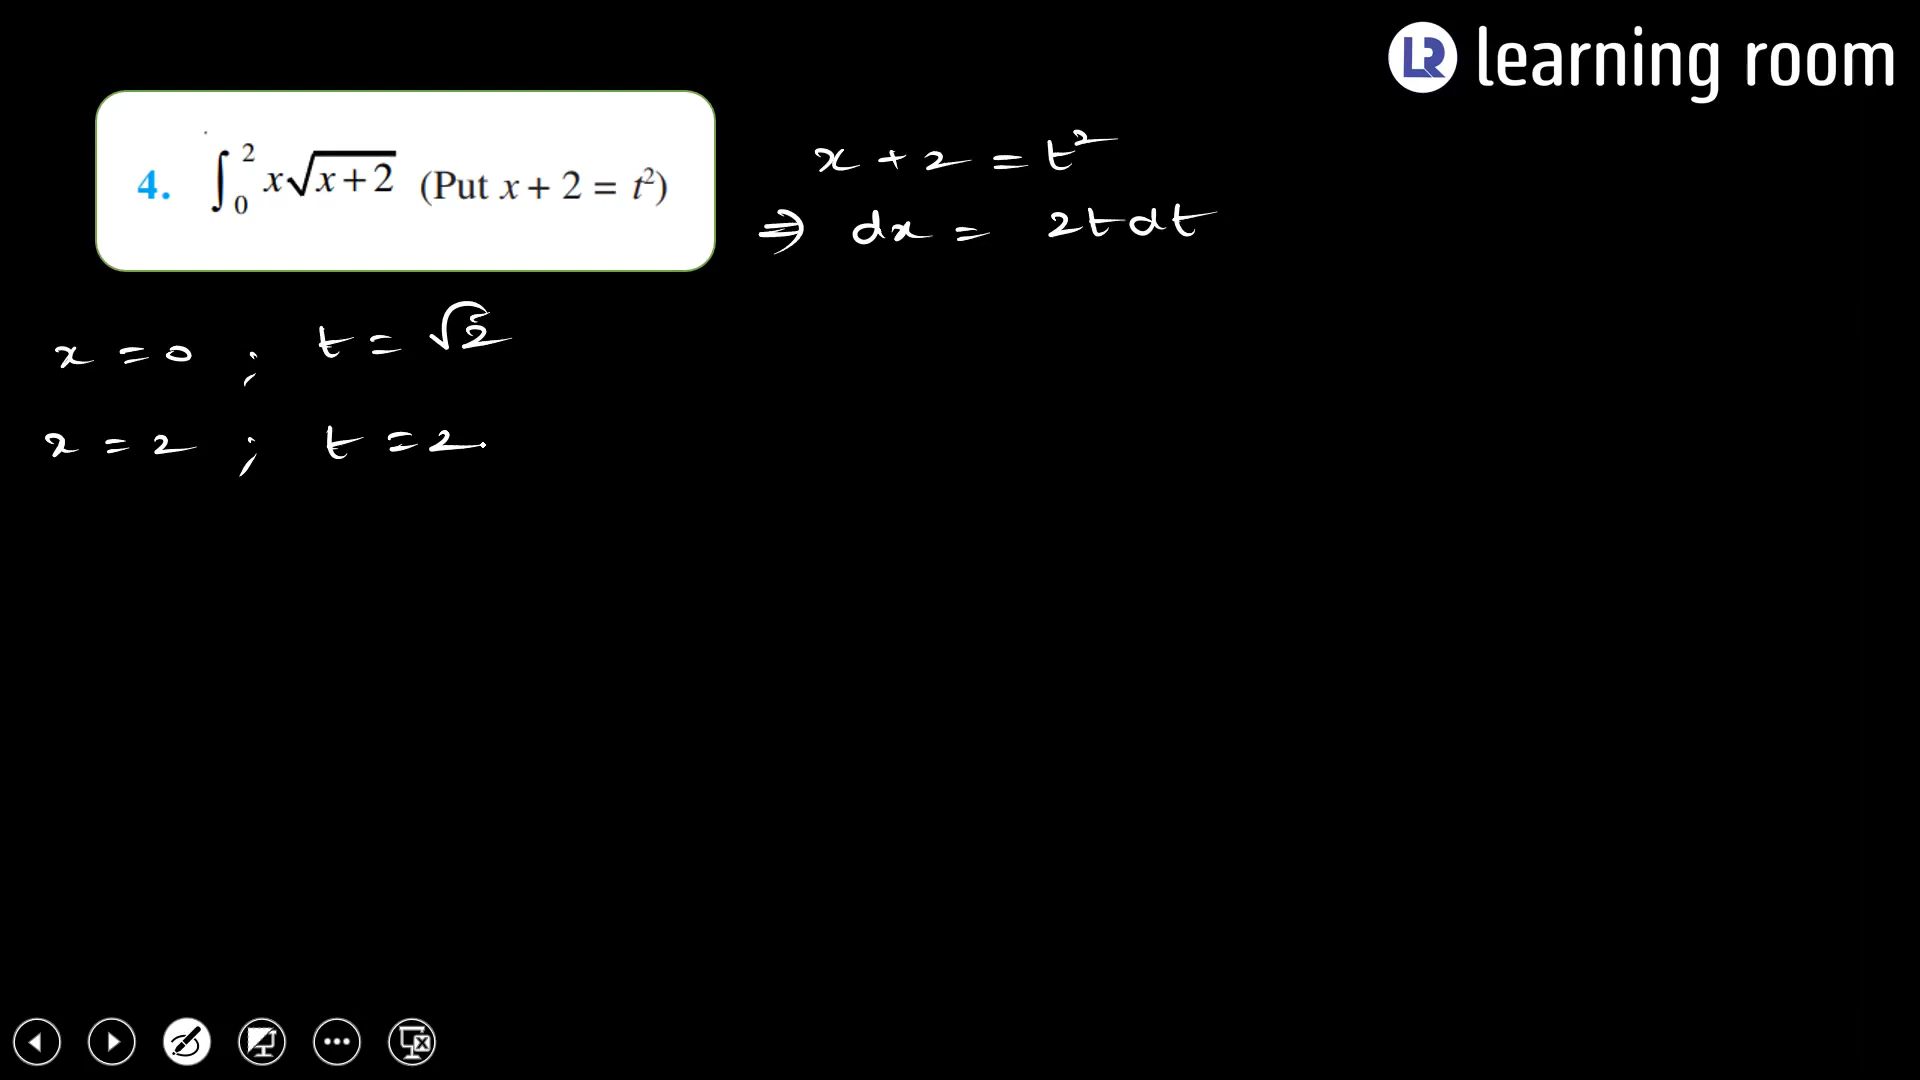 learning room
4. ∫₀² x√(x+2) (Put x + 2 = t²)
x + 2 = t²
⇒ dx = 2t dt
x = 0 ; t = √2
x = 2 ; t = 2.